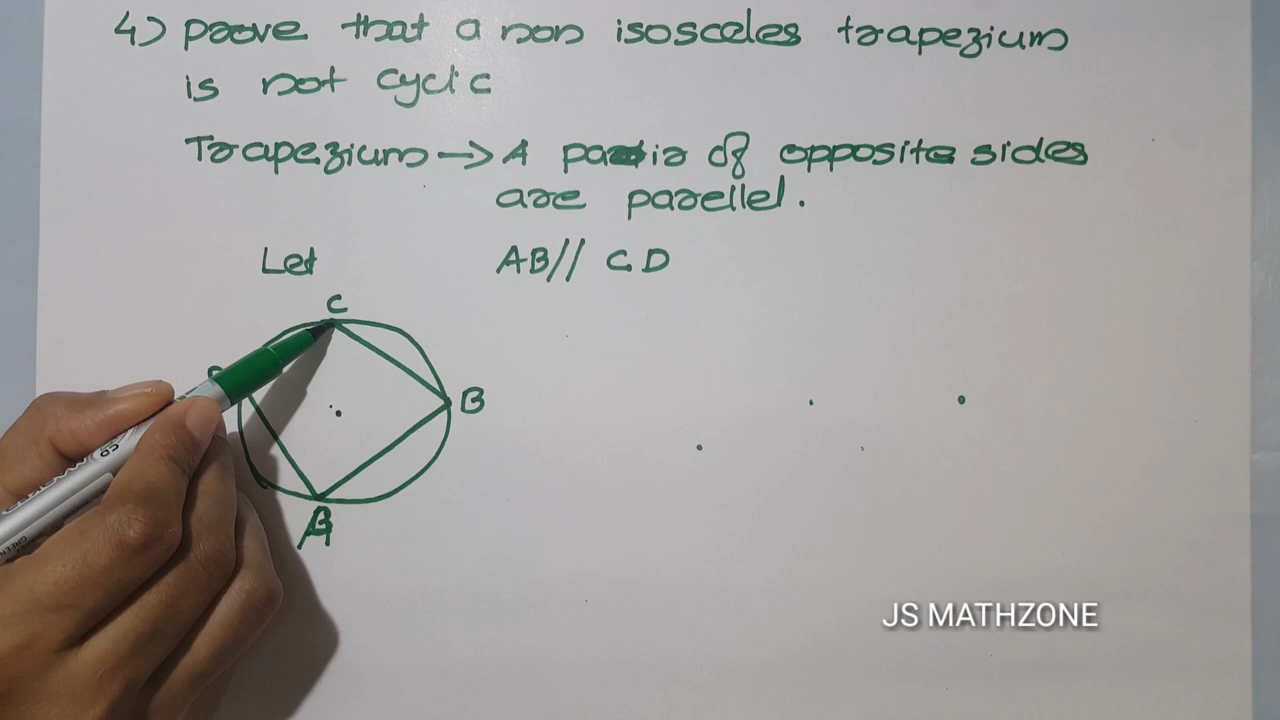 4) prove that a non isosceles trapezium
is not cyclic
Trapezium → A pair of opposite sides
are parellel.
Let AB// CD
C
B
A
JS MATHZONE